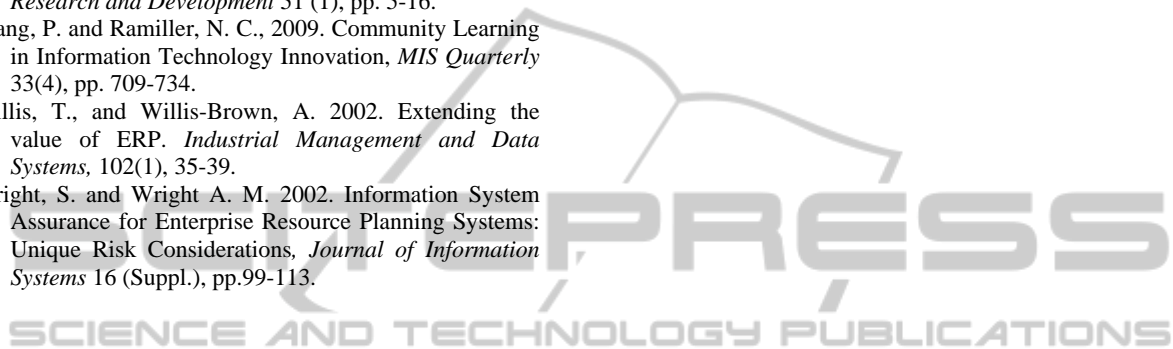 Research and Development 31 (1), pp. 5-16.
ang, P. and Ramiller, N. C., 2009. Community Learning
in Information Technology Innovation, MIS Quarterly
33(4), pp. 709-734.
llis, T., and Willis-Brown, A. 2002. Extending the
value of ERP. Industrial Management and Data
Systems, 102(1), 35-39.
right, S. and Wright A. M. 2002. Information System
Assurance for Enterprise Resource Planning Systems:
Unique Risk Considerations, Journal of Information
Systems 16 (Suppl.), pp.99-113.
SCITEPRESS
SCIENCE AND TECHNOLOGY PUBLICATIONS